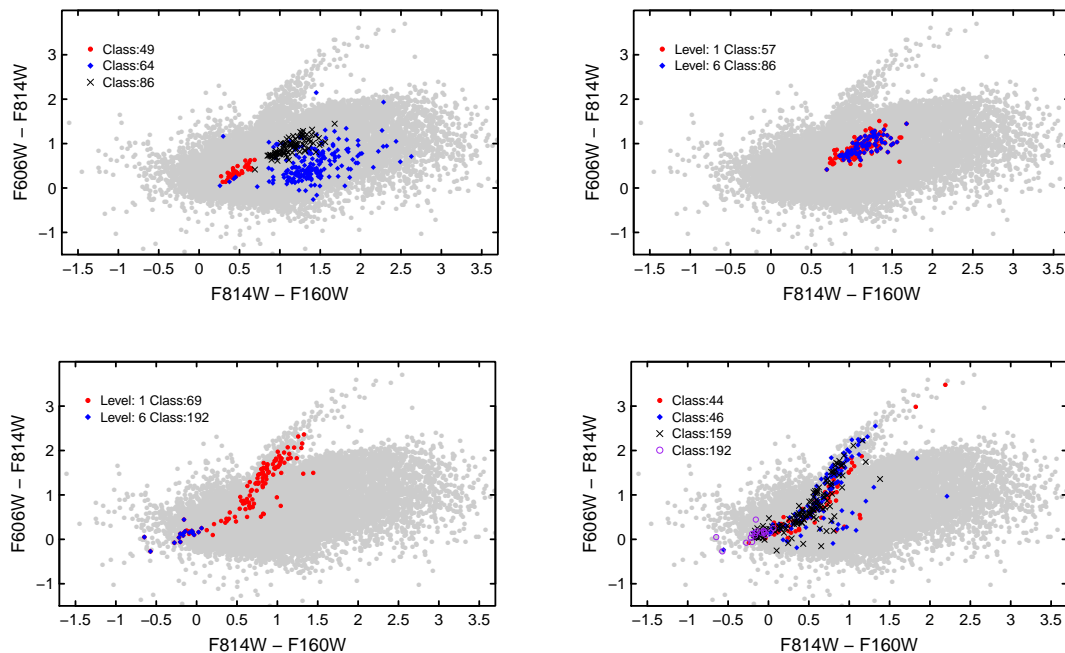 Class:49
Class:64
Class:86
F606W − F814W
3
2
1
0
−1
−1.5 −1 −0.5 0 0.5 1 1.5 2 2.5 3 3.5
F814W − F160W
Level: 1 Class:57
Level: 6 Class:86
F606W − F814W
3
2
1
0
−1
−1.5 −1 −0.5 0 0.5 1 1.5 2 2.5 3 3.5
F814W − F160W
Level: 1 Class:69
Level: 6 Class:192
F606W − F814W
3
2
1
0
−1
−1.5 −1 −0.5 0 0.5 1 1.5 2 2.5 3 3.5
F814W − F160W
Class:44
Class:46
Class:159
Class:192
F606W − F814W
3
2
1
0
−1
−1.5 −1 −0.5 0 0.5 1 1.5 2 2.5 3 3.5
F814W − F160W